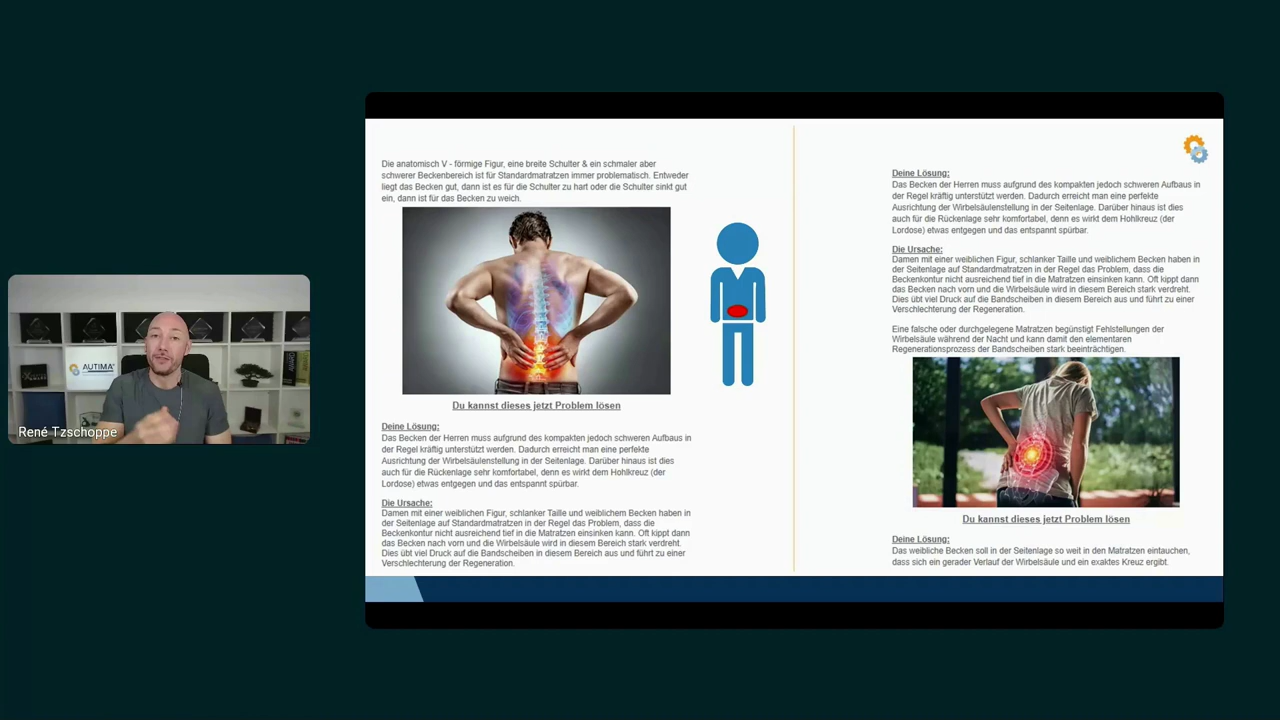 Die anatomisch V - förmige Figur, eine breite Schulter & ein schmaler aber
schwerer Beckenbereich ist für Standardmatratzen immer problematisch. Entweder
liegt das Becken gut, dann ist es für die Schulter zu hart oder die Schulter sinkt gut
ein, dann ist für das Becken zu weich.
Du kannst dieses jetzt Problem lösen
Deine Lösung:
Das Becken der Herren muss aufgrund des kompakten jedoch schweren Aufbaus in
der Regel kräftig unterstützt werden. Dadurch erreicht man eine perfekte
Ausrichtung der Wirbelsäulenstellung in der Seitenlage. Darüber hinaus ist dies
auch für die Rückenlage sehr komfortabel, denn es wirkt dem Hohlkreuz (der
Lordose) etwas entgegen und das entspannt spürbar.
Die Ursache:
Damen mit einer weiblichen Figur, schlanker Taille und weiblichem Becken haben in
der Seitenlage auf Standardmatratzen in der Regel das Problem, dass die
Beckenkontur nicht ausreichend tief in die Matratzen einsinken kann. Oft kippt dann
das Becken nach vorn und die Wirbelsäule wird in diesem Bereich stark verdreht.
Dies übt viel Druck auf die Bandscheiben in diesem Bereich aus und führt zu einer
Verschlechterung der Regeneration.
Deine Lösung:
Das Becken der Herren muss aufgrund des kompakten jedoch schweren Aufbaus in
der Regel kräftig unterstützt werden. Dadurch erreicht man eine perfekte
Ausrichtung der Wirbelsäulenstellung in der Seitenlage. Darüber hinaus ist dies
auch für die Rückenlage sehr komfortabel, denn es wirkt dem Hohlkreuz (der
Lordose) etwas entgegen und das entspannt spürbar.
Die Ursache:
Damen mit einer weiblichen Figur, schlanker Taille und weiblichem Becken haben in
der Seitenlage auf Standardmatratzen in der Regel das Problem, dass die
Beckenkontur nicht ausreichend tief in die Matratzen einsinken kann. Oft kippt dann
das Becken nach vorn und die Wirbelsäule wird in diesem Bereich stark verdreht.
Dies übt viel Druck auf die Bandscheiben in diesem Bereich aus und führt zu einer
Verschlechterung der Regeneration.
Eine falsche oder durchgelegene Matratzen begünstigt Fehlstellungen der
Wirbelsäule während der Nacht und kann damit den elementaren
Regenerationsprozess der Bandscheiben stark beeinträchtigen.
Du kannst dieses jetzt Problem lösen
Deine Lösung:
Das weibliche Becken soll in der Seitenlage so weit in den Matratzen eintauchen,
dass sich ein gerader Verlauf der Wirbelsäule und ein exaktes Kreuz ergibt.
AUTIMA
René Tzschoppe